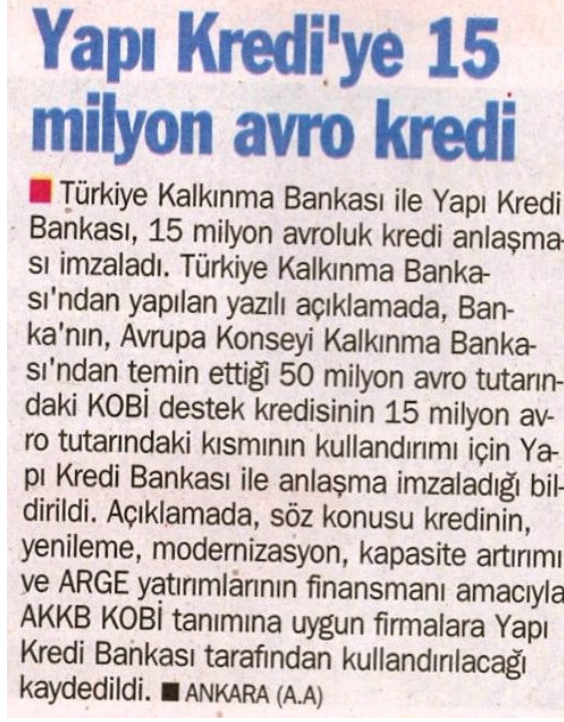 Yapı Kredi'ye 15
milyon avro kredi
Türkiye Kalkınma Bankası ile Yapı Kredi
Bankası, 15 milyon avroluk kredi anlaşma-
sı imzaladı. Türkiye Kalkınma Banka-
sı'ndan yapılan yazılı açıklamada, Ban-
ka'nın, Avrupa Konseyi Kalkınma Banka-
sı'ndan temin ettiği 50 milyon avro tutarın-
daki KOBİ destek kredisinin 15 milyon av-
ro tutarındaki kısmının kullandırımı için Ya-
pı Kredi Bankası ile anlaşma imzaladığı bil-
dirildi. Açıklamada, söz konusu kredinin,
yenileme, modernizasyon, kapasite artırımı
ve ARGE yatırımlarının finansmanı amacıyla
AKKB KOBİ tanımına uygun firmalara Yapı
Kredi Bankası tarafından kullandırılacağı
kaydedildi. ■ ANKARA (A.A)